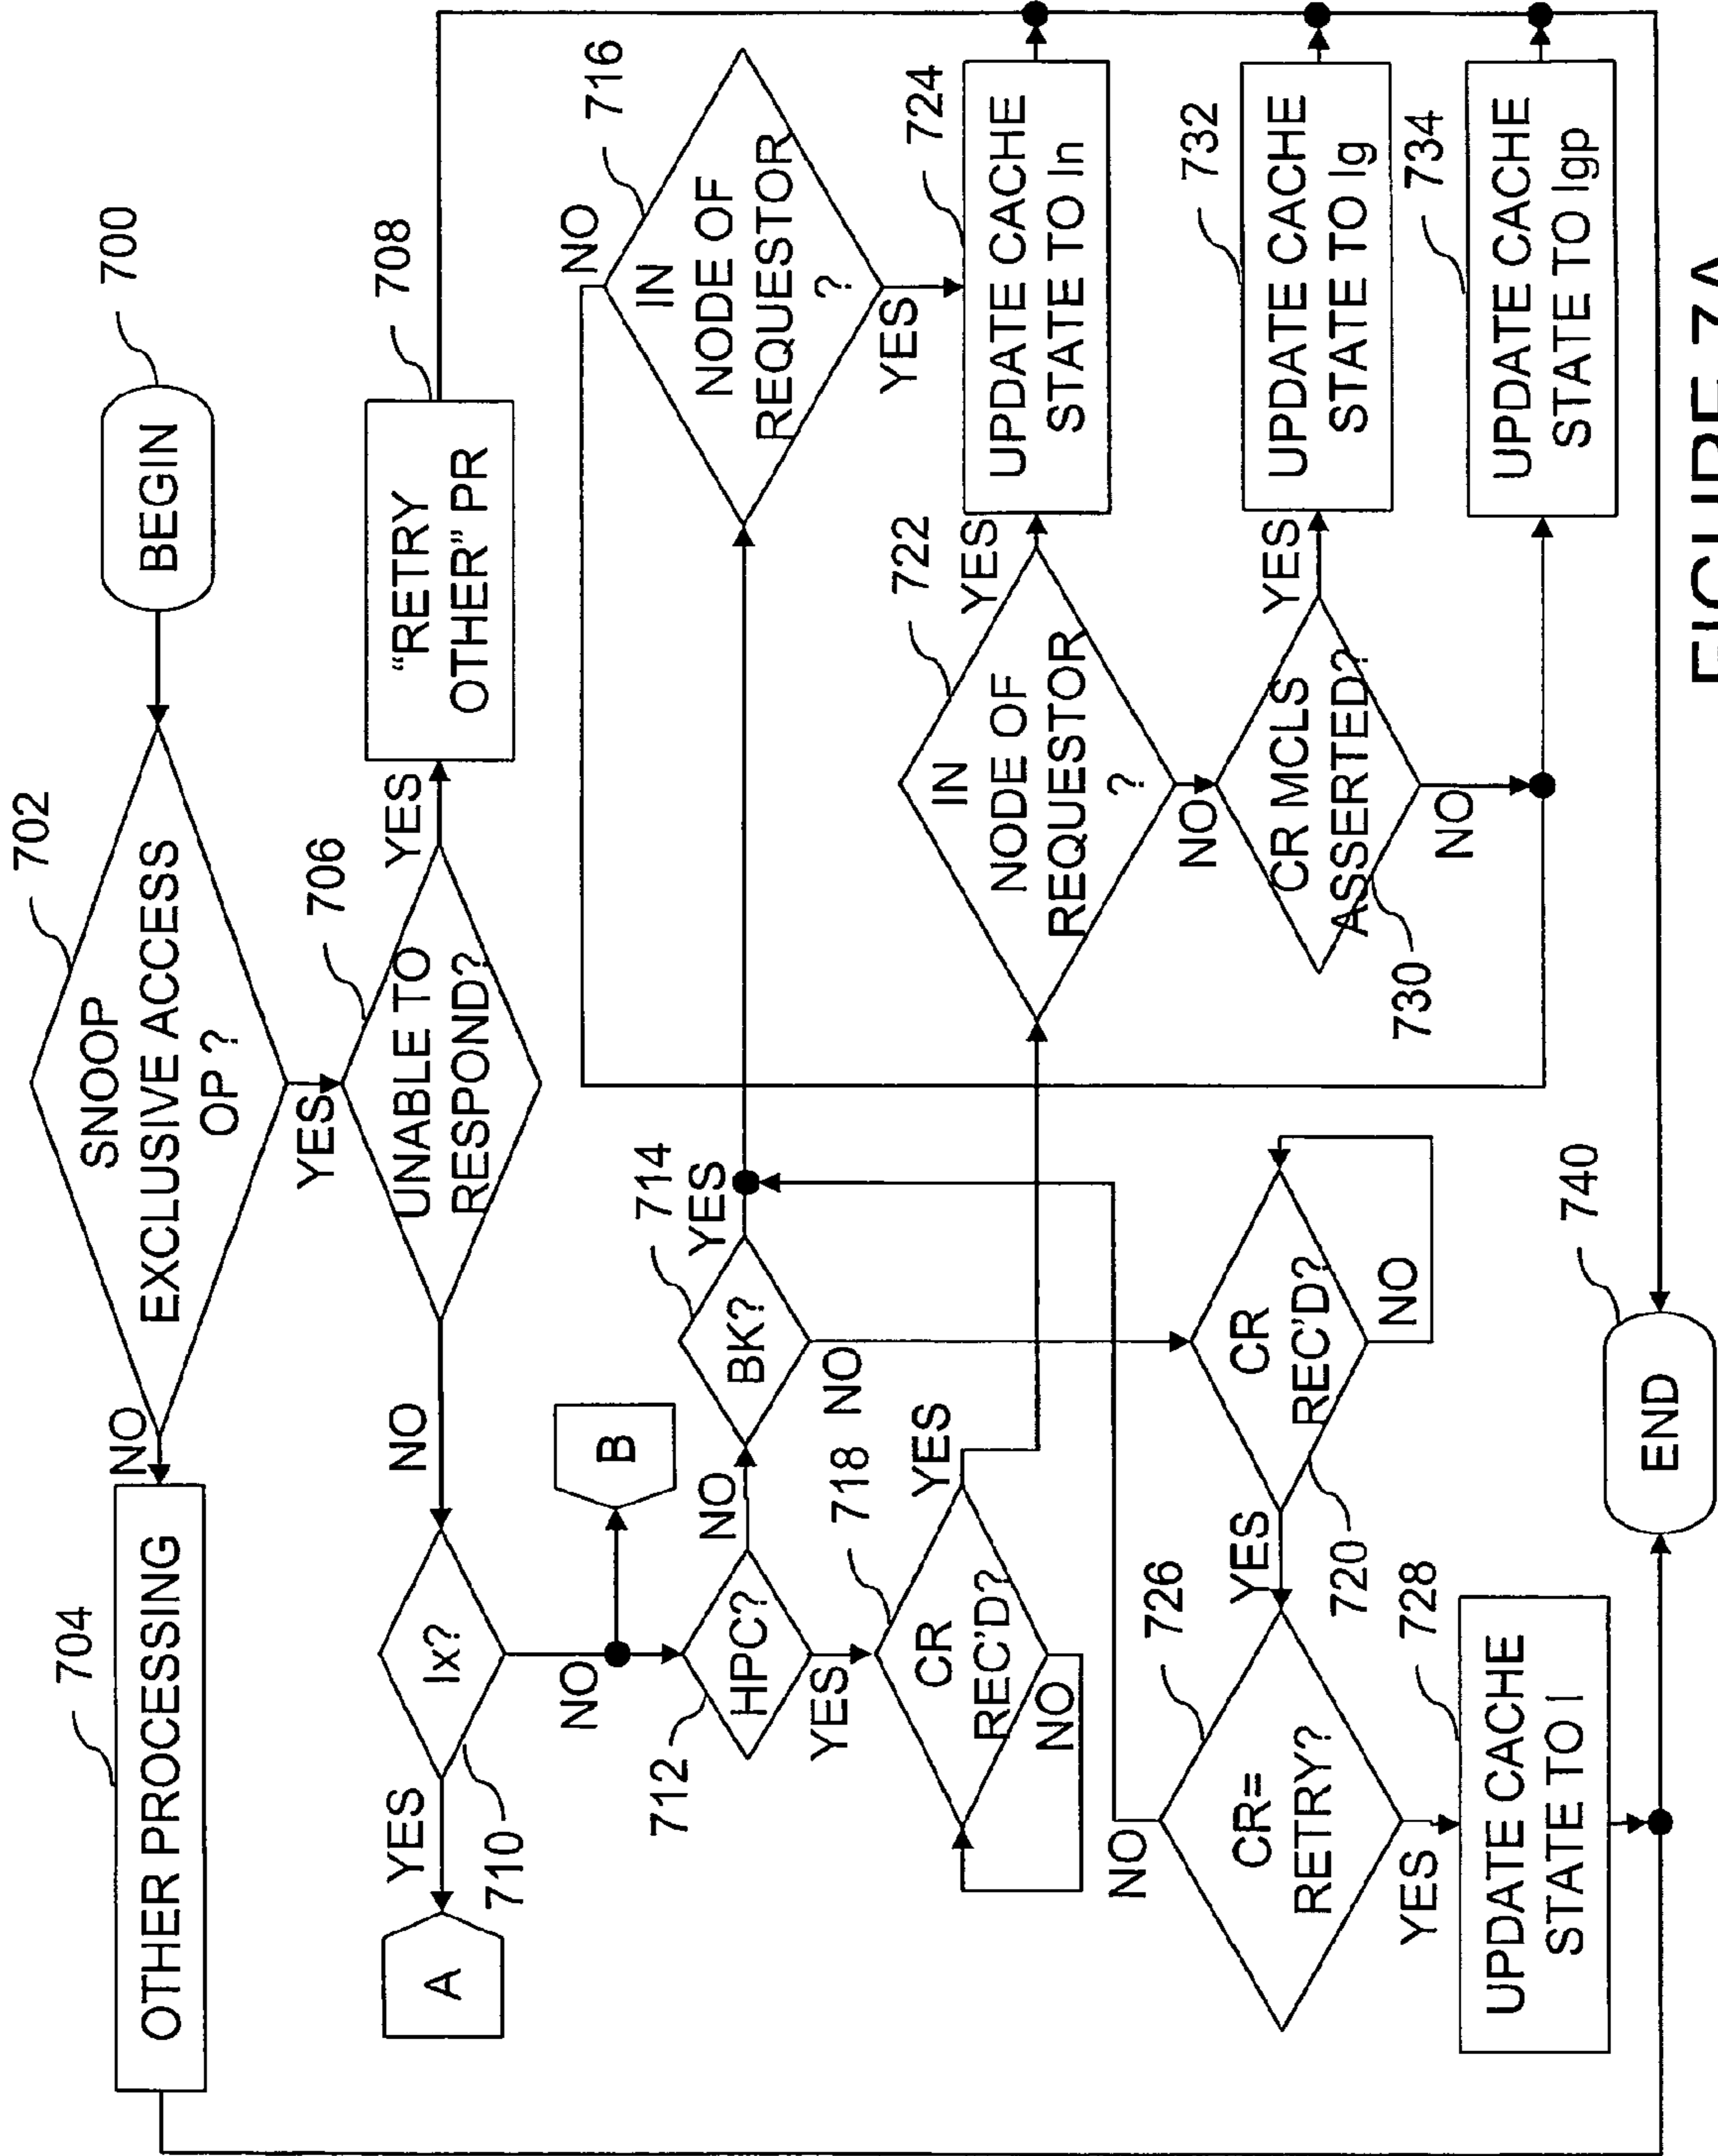 700
BEGIN
702
SNOOP
EXCLUSIVE ACCESS
OP ?
NO
YES
704
OTHER PROCESSING
706
UNABLE TO
RESPOND?
YES
NO
708
“RETRY
OTHER” PR
Ix?
710
YES
A
NO
B
712
HPC?
NO
YES
714
BK?
YES
NO
716
IN
NODE OF
REQUESTOR
?
NO
YES
718
CR
REC'D?
YES
NO
720
CR
REC'D?
NO
YES
722
IN
NODE OF
REQUESTOR
?
YES
NO
724
UPDATE CACHE
STATE TO In
726
CR=
RETRY?
NO
YES
728
UPDATE CACHE
STATE TO I
730
CR MCLS
ASSERTED?
YES
NO
732
UPDATE CACHE
STATE TO Ig
734
UPDATE CACHE
STATE TO Igp
740
END
FIGURE 7A